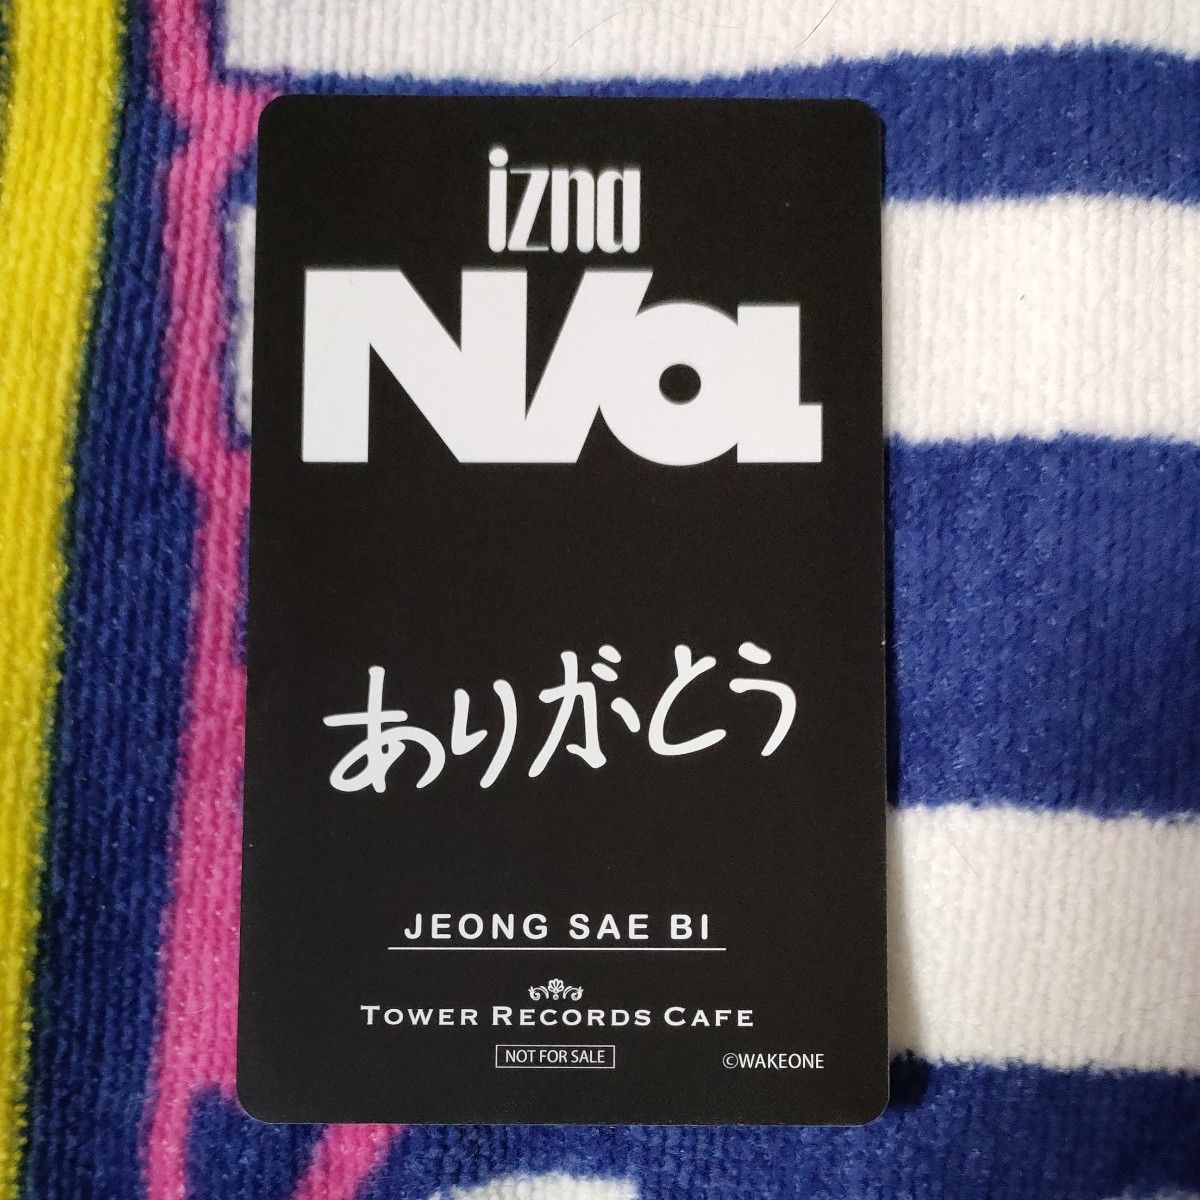 izna
N/a
ありがとう
JEONG SAE BI
TOWER RECORDS CAFE
NOT FOR SALE
©WAKEONE